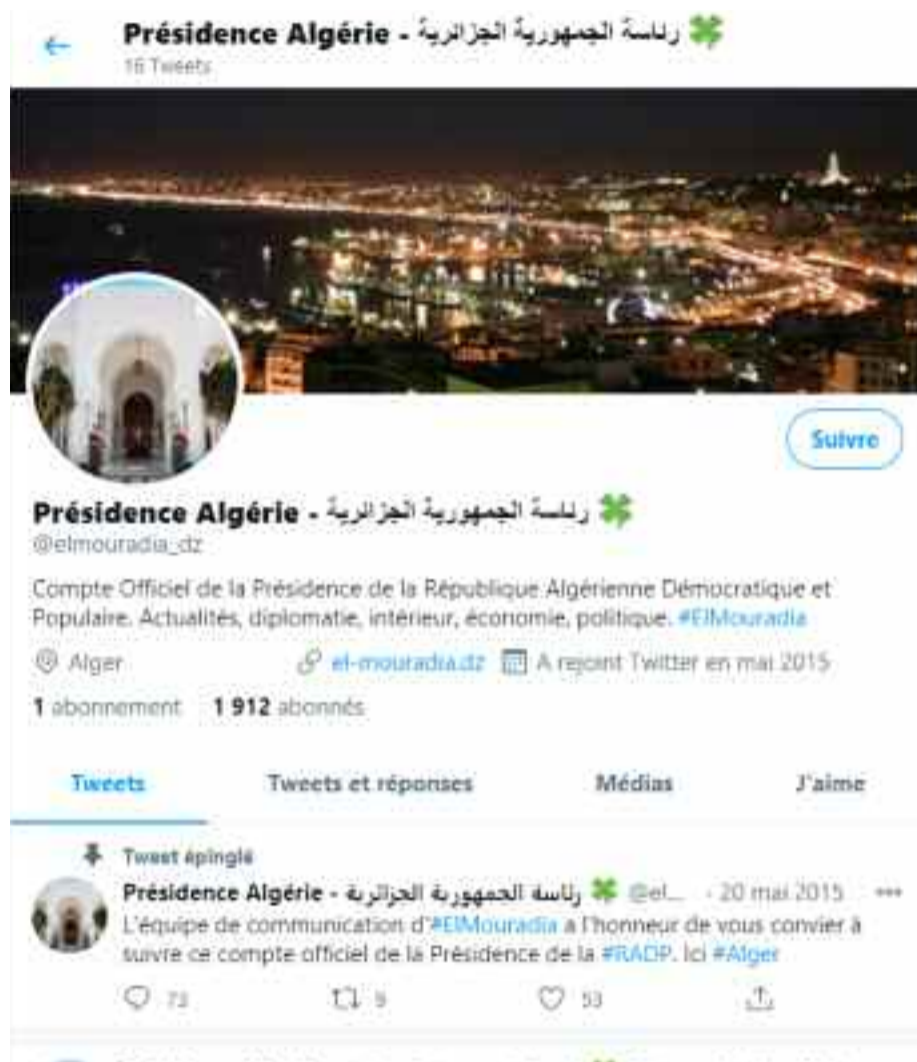 Présidence Algérie - رئاسة الجمهورية الجزائرية 🍀
16 Tweets
Suivre
Présidence Algérie - رئاسة الجمهورية الجزائرية 🍀
@elmouradia_dz
Compte Officiel de la Présidence de la République Algérienne Démocratique et
Populaire. Actualités, diplomatie, intérieur, économie, politique. #ElMouradia
Alger el-mouradia.dz A rejoint Twitter en mai 2015
1 abonnement 1 912 abonnés
Tweets Tweets et réponses Médias J'aime
Tweet épinglé
Présidence Algérie - رئاسة الجمهورية الجزائرية 🍀 @el... · 20 mai 2015
L'équipe de communication d'#ElMouradia a l'honneur de vous convier à
suivre ce compte officiel de la Présidence de la #RADP. Ici #Alger
73 9 53